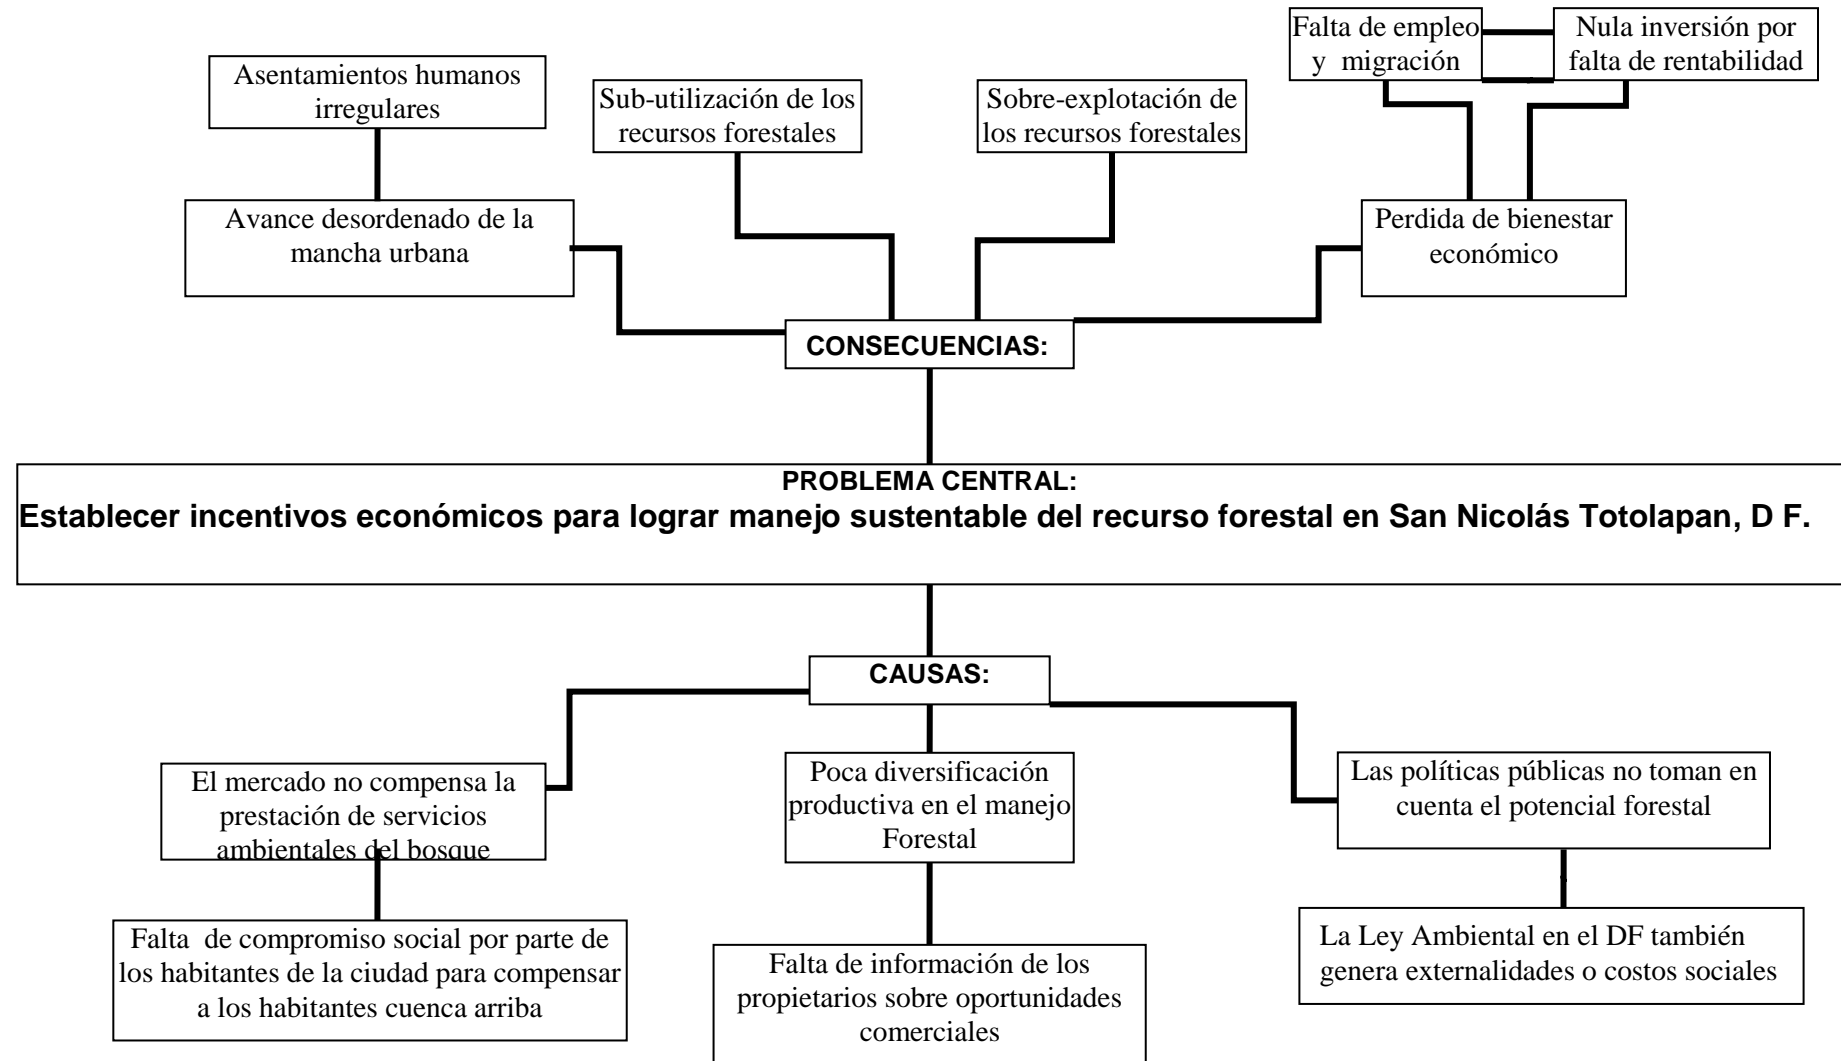 Falta de empleo
y migración
Nula inversión por
falta de rentabilidad
Asentamientos humanos
irregulares
Sub-utilización de los
recursos forestales
Sobre-explotación de
los recursos forestales
Avance desordenado de la
mancha urbana
Perdida de bienestar
económico
CONSECUENCIAS:
PROBLEMA CENTRAL:
Establecer incentivos económicos para lograr manejo sustentable del recurso forestal en San Nicolás Totolapan, D F.
CAUSAS:
El mercado no compensa la
prestación de servicios
ambientales del bosque
Poca diversificación
productiva en el manejo
Forestal
Las políticas públicas no toman en
cuenta el potencial forestal
Falta de compromiso social por parte de
los habitantes de la ciudad para compensar
a los habitantes cuenca arriba
Falta de información de los
propietarios sobre oportunidades
comerciales
La Ley Ambiental en el DF también
genera externalidades o costos sociales